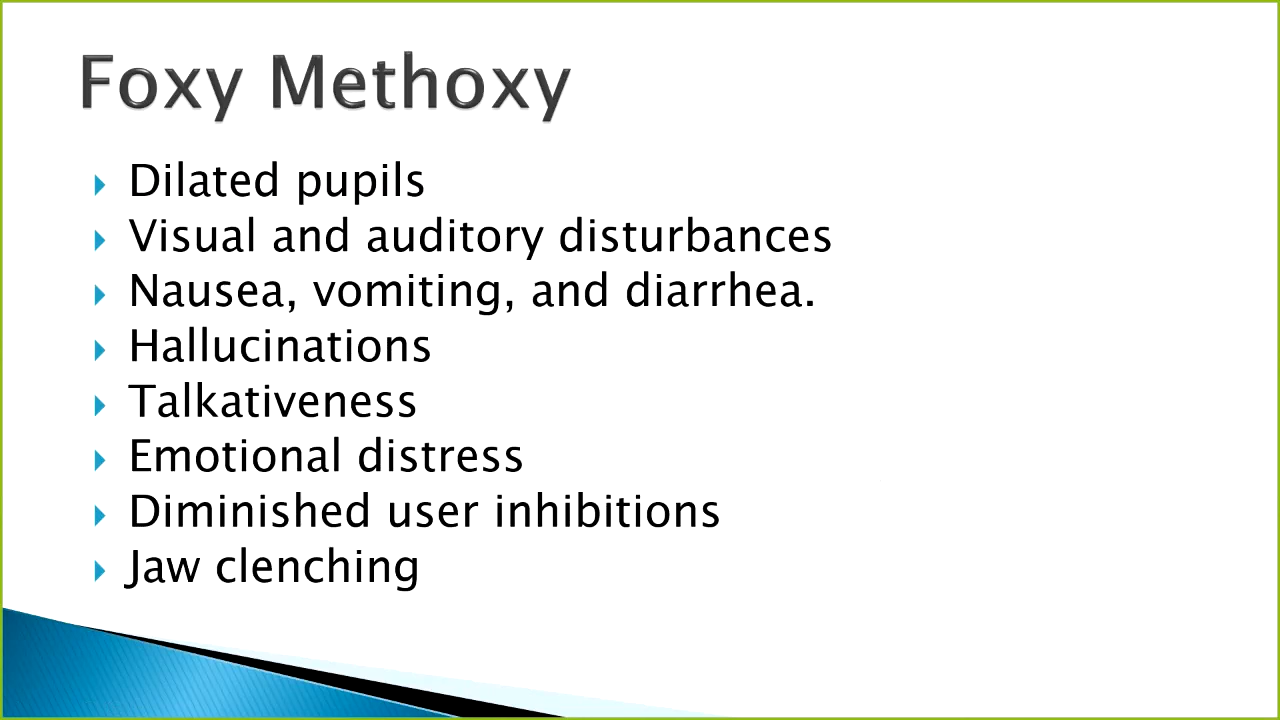 Foxy Methoxy
Dilated pupils
Visual and auditory disturbances
Nausea, vomiting, and diarrhea.
Hallucinations
Talkativeness
Emotional distress
Diminished user inhibitions
Jaw clenching